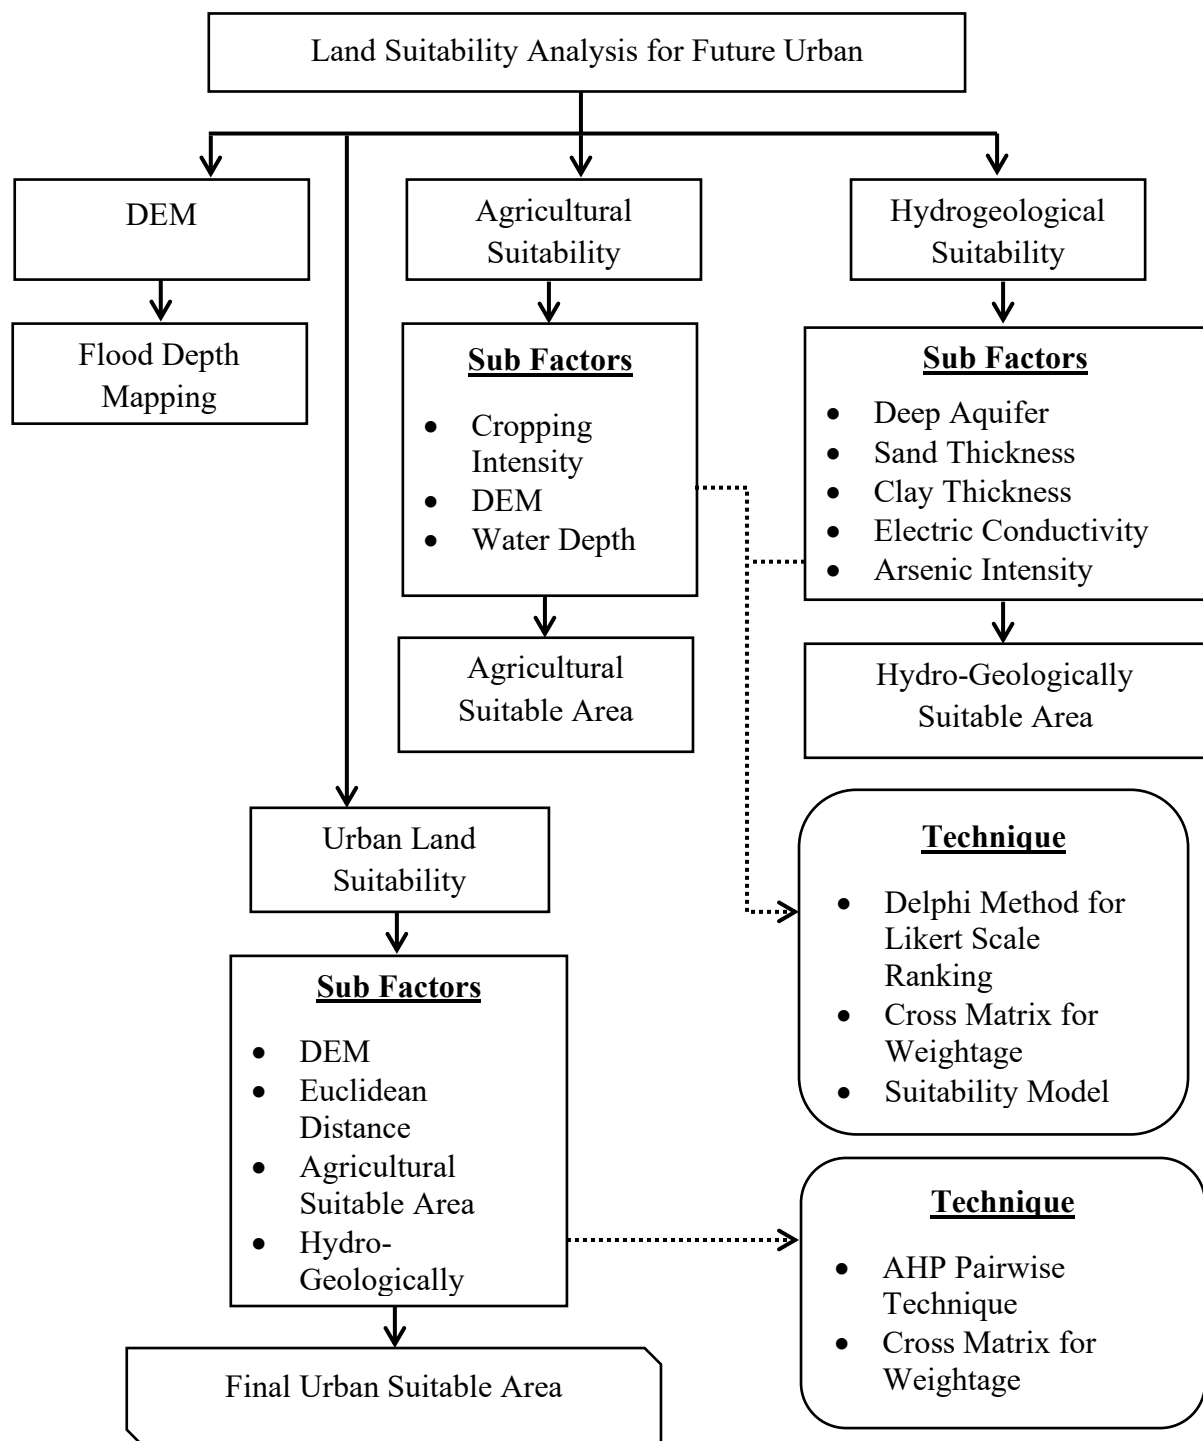 Land Suitability Analysis for Future Urban
DEM
Agricultural
Suitability
Hydrogeological
Suitability
Flood Depth
Mapping
Sub Factors
• Cropping
Intensity
• DEM
• Water Depth
Sub Factors
• Deep Aquifer
• Sand Thickness
• Clay Thickness
• Electric Conductivity
• Arsenic Intensity
Agricultural
Suitable Area
Hydro-Geologically
Suitable Area
Urban Land
Suitability
Technique
• Delphi Method for
Likert Scale
Ranking
• Cross Matrix for
Weightage
• Suitability Model
Sub Factors
• DEM
• Euclidean
Distance
• Agricultural
Suitable Area
• Hydro-
Geologically
Technique
• AHP Pairwise
Technique
• Cross Matrix for
Weightage
Final Urban Suitable Area